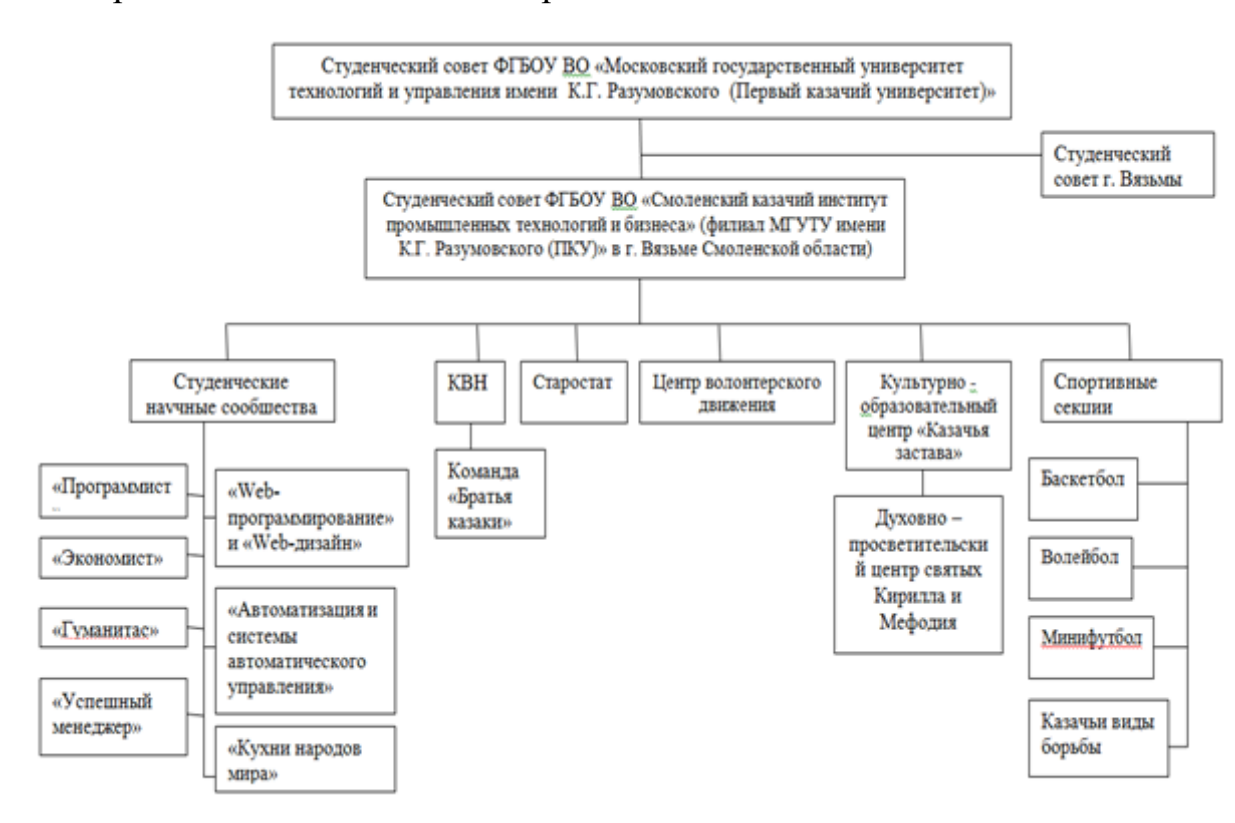 Студенческий совет ФГБОУ ВО «Московский государственный университет
технологий и управления имени К.Г. Разумовского (Первый казачий университет)»
Студенческий
совет г. Вязьмы
Студенческий совет ФГБОУ ВО «Смоленский казачий институт
промышленных технологий и бизнеса» (филиал МГУТУ имени
К.Г. Разумовского (ПКУ)» в г. Вязьме Смоленской области)
Студенческие
научные сообщества
КВН
Старостат
Центр волонтерского
движения
Культурно -
образовательный
центр «Казачья
застава»
Спортивные
секции
«Программист
«Экономист»
«Гуманитас»
«Успешный
менеджер»
«Web-
программирование»
и «Web-дизайн»
«Автоматизация и
системы
автоматического
управления»
«Кухни народов
мира»
Команда
«Братья
казаки»
Духовно –
просветительски
й центр святых
Кирилла и
Мефодия
Баскетбол
Волейбол
Минифутбол
Казачьи виды
борьбы